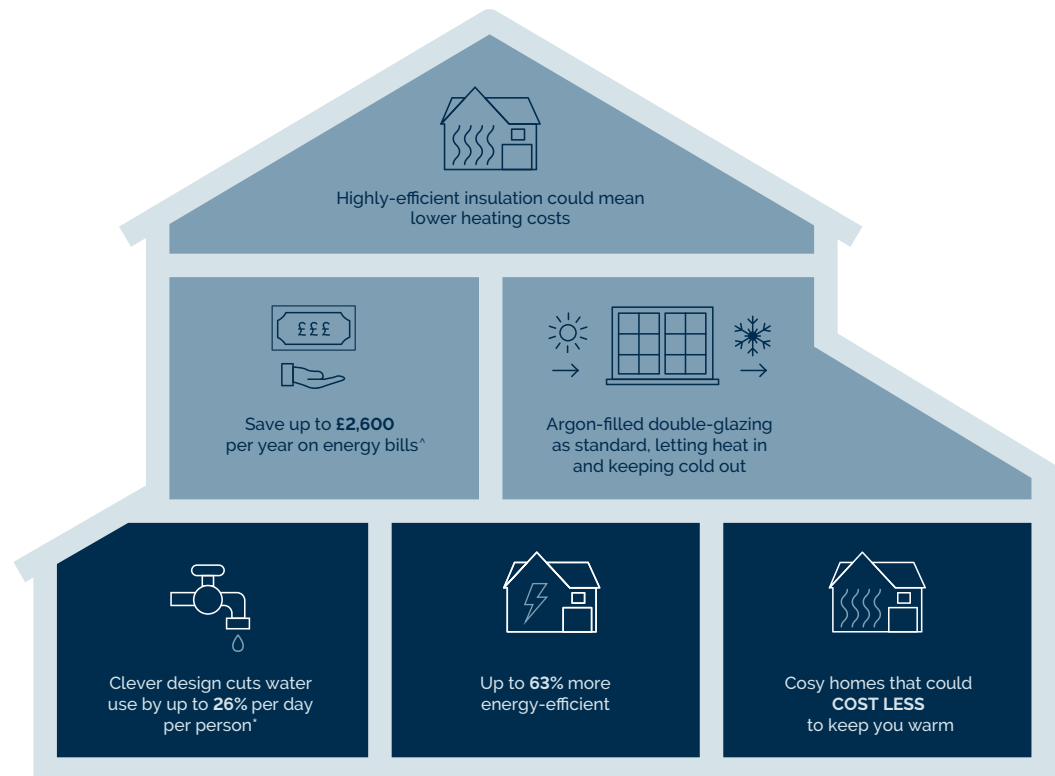 Highly-efficient insulation could mean
lower heating costs
£££
Save up to £2,600
per year on energy bills^
Argon-filled double-glazing
as standard, letting heat in
and keeping cold out
Clever design cuts water
use by up to 26% per day
per person*
Up to 63% more
energy-efficient
Cosy homes that could
COST LESS
to keep you warm